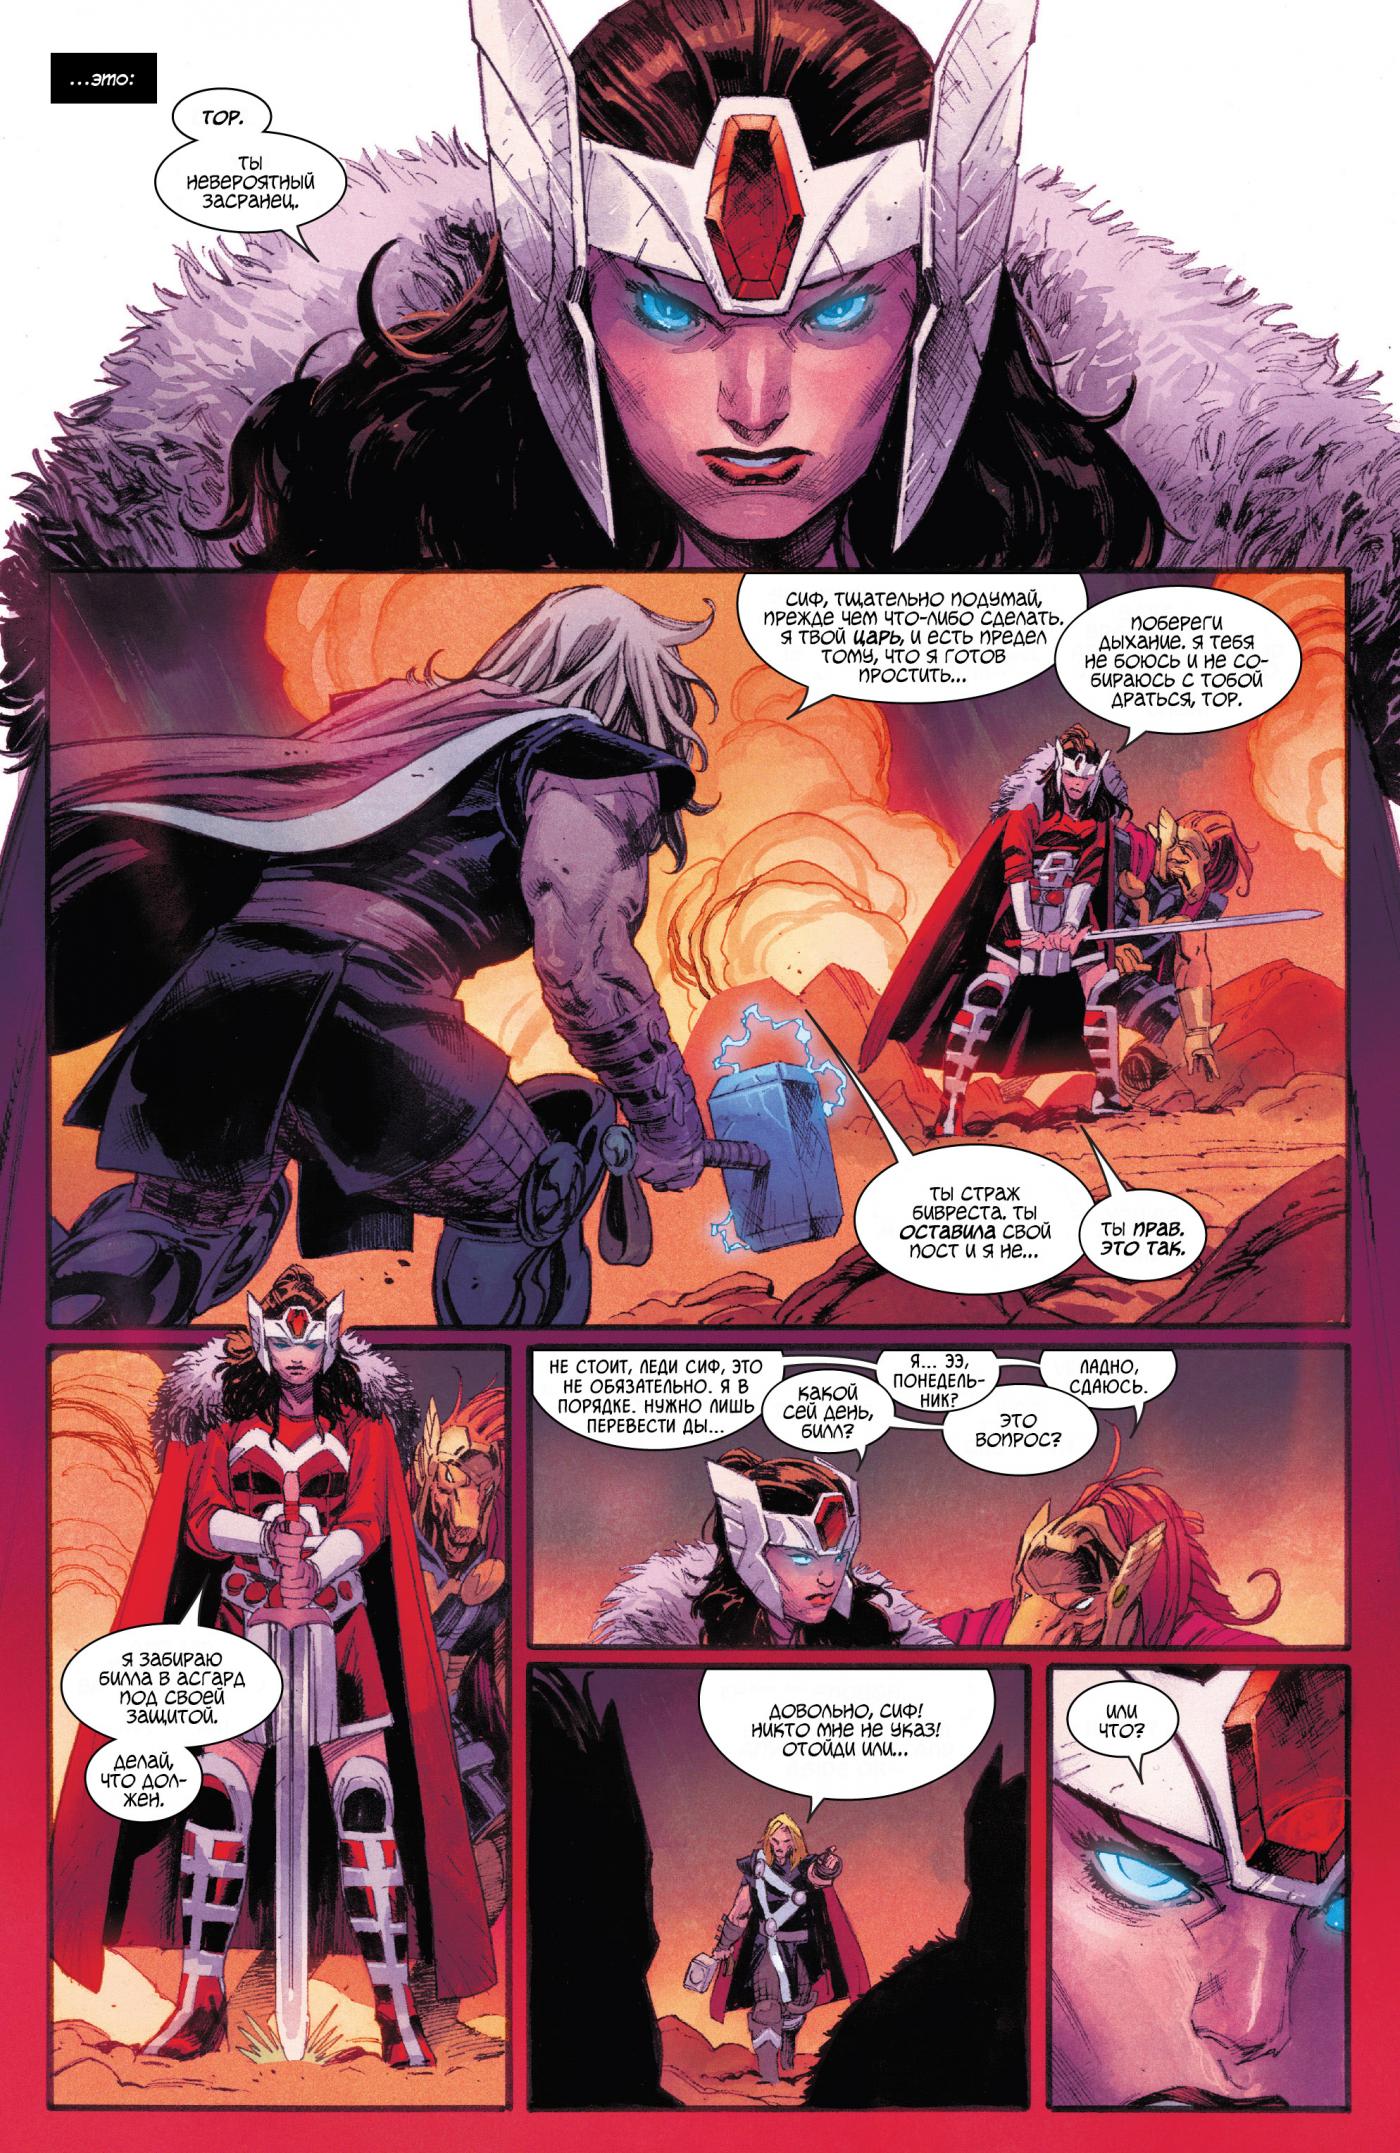 ...это:
ТОР.
ТЫ
НЕВЕРОЯТНЫЙ
ЗАСРАНЕЦ.
СИФ, ТЩАТЕЛЬНО ПОДУМАЙ,
ПРЕЖДЕ ЧЕМ ЧТО-ЛИБО СДЕЛАТЬ.
Я ТВОЙ ЦАРЬ, И ЕСТЬ ПРЕДЕЛ
ТОМУ, ЧТО Я ГОТОВ
ПРОСТИТЬ...
ПОБЕРЕГИ
ДЫХАНИЕ. Я ТЕБЯ
НЕ БОЮСЬ И НЕ СО-
БИРАЮСЬ С ТОБОЙ
ДРАТЬСЯ, ТОР.
ТЫ СТРАЖ
БИВРЕСТА. ТЫ
ОСТАВИЛА СВОЙ
ПОСТ И Я НЕ...
ТЫ ПРАВ.
ЭТО ТАК.
Я ЗАБИРАЮ
БИЛЛА В АСГАРД
ПОД СВОЕЙ
ЗАЩИТОЙ.
ДЕЛАЙ,
ЧТО ДОЛ-
ЖЕН.
НЕ СТОИТ, ЛЕДИ СИФ, ЭТО
НЕ ОБЯЗАТЕЛЬНО. Я В
ПОРЯДКЕ. НУЖНО ЛИШЬ
ПЕРЕВЕСТИ ДЫ...
КАКОЙ
СЕЙ ДЕНЬ,
БИЛЛ?
Я... ЭЭ,
ПОНЕДЕЛЬ-
НИК?
ЭТО
ВОПРОС?
ЛАДНО,
СДАЮСЬ.
ДОВОЛЬНО, СИФ!
НИКТО МНЕ НЕ УКАЗ!
ОТОЙДИ ИЛИ...
ИЛИ
ЧТО?